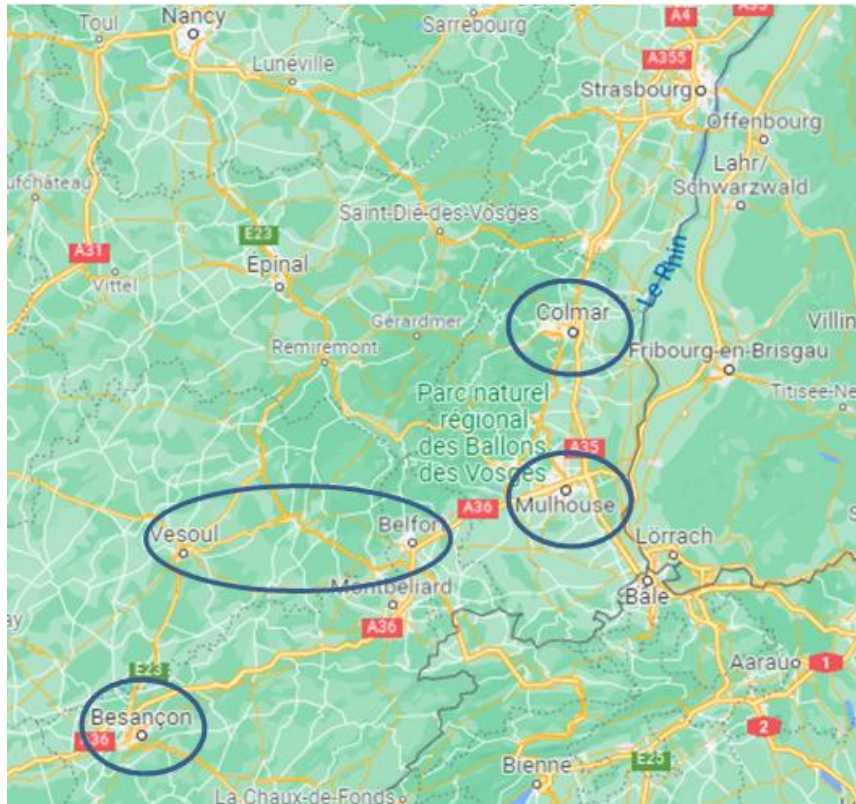 Nancy
Toul
A4
A355
Sarrebourg
Lunéville
Strasbourg
Offenbourg
Lahr/
Schwarzwald
Saint-Dié-des-Vosges
E23
A31
Épinal
Vittel
Le Rhin
Colmar
Gérardmer
Villin
Remiremont
Fribourg-en-Brisgau
Titisee-Ne
Parc naturel
régional
des Ballons
des Vosges
A35
Mulhouse
A36
Vesoul
Belfort
Lörrach
Montbéliard
Bâle
A36
Aarau
1
E23
Besançon
A36
2
E25
Bienne
La Chaux-de-Fonds